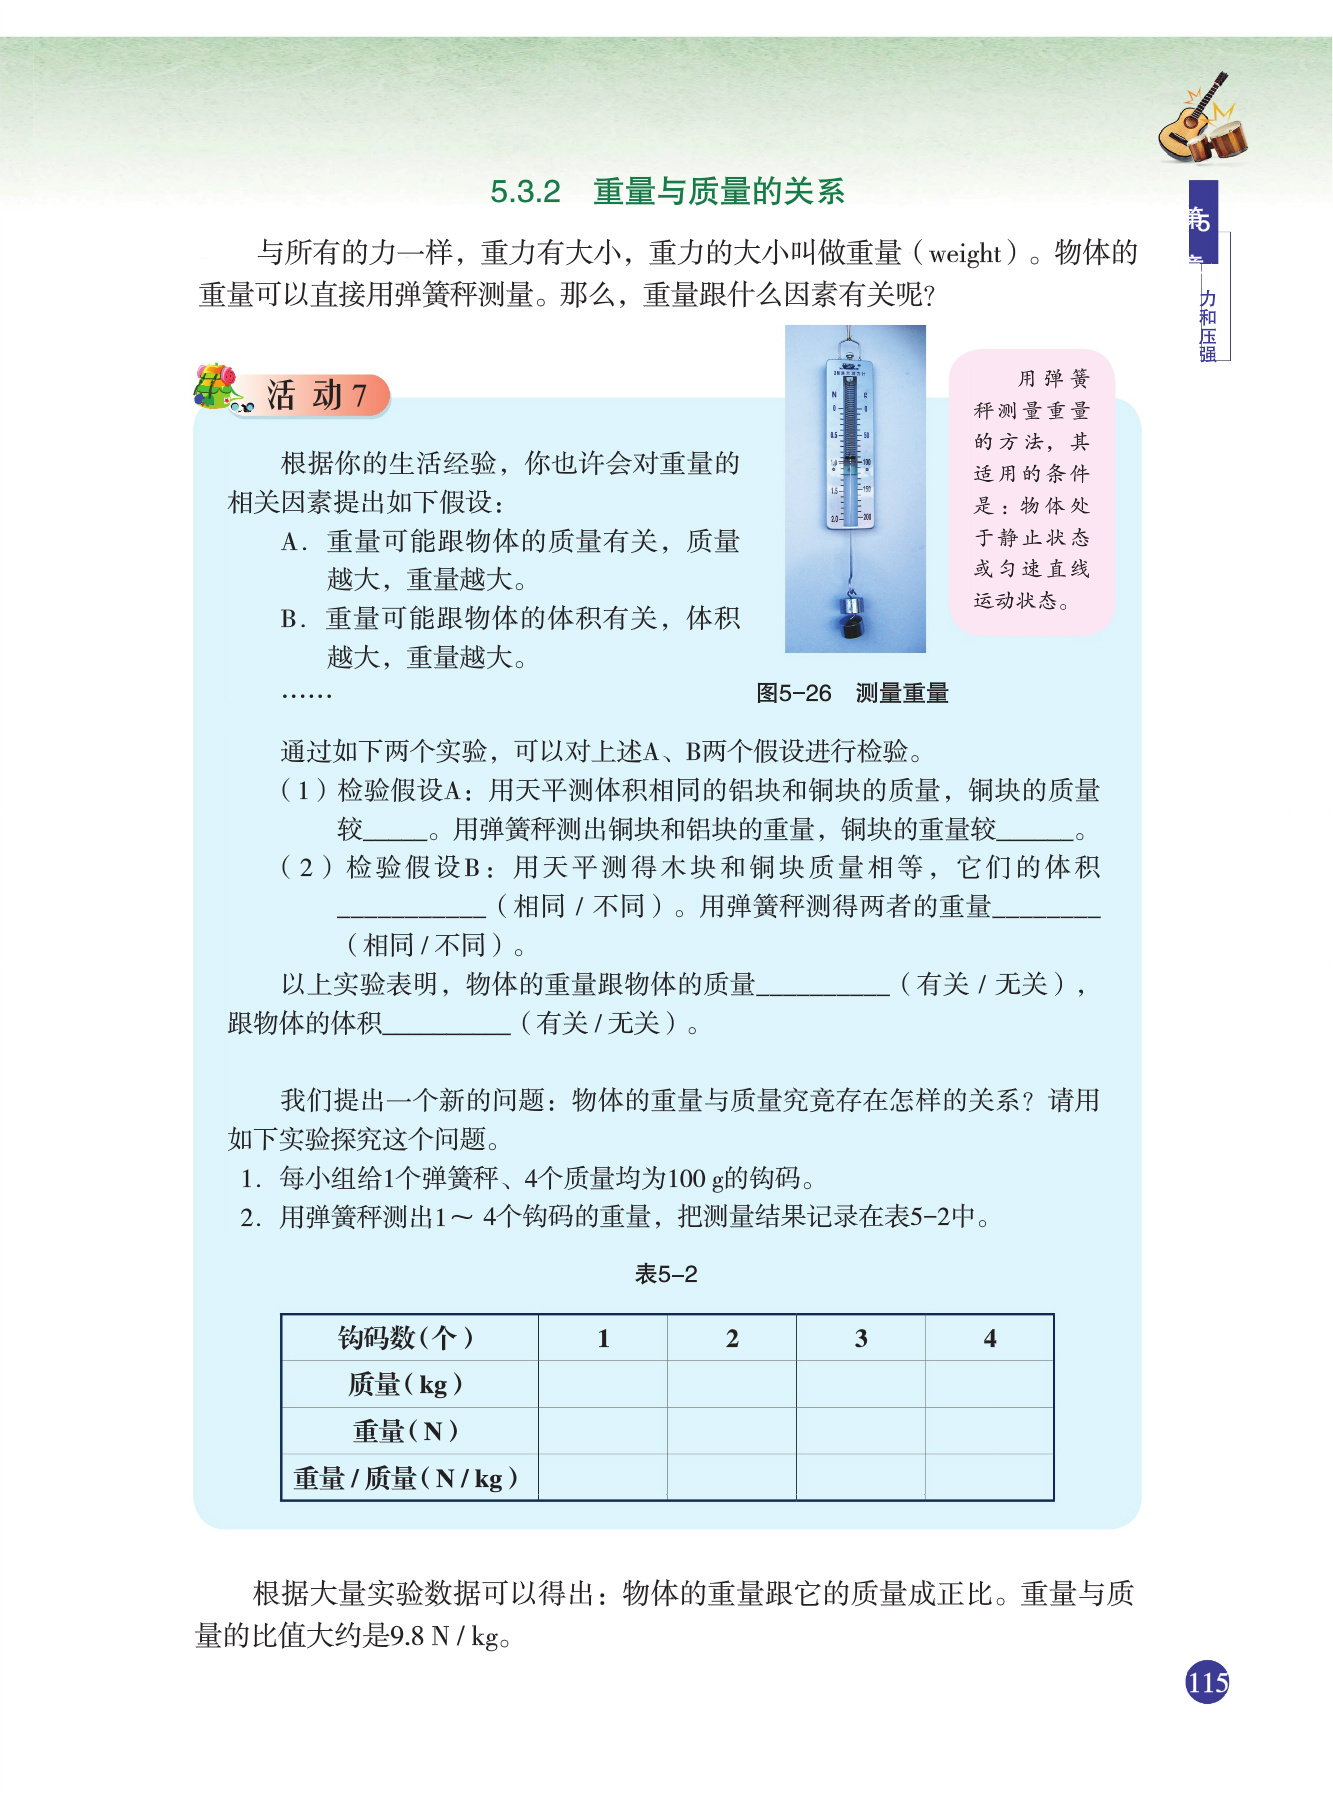 5.3.2 重量与质量的关系
与所有的力一样，重力有大小，重力的大小叫做重量（weight）。物体的
重量可以直接用弹簧秤测量。那么，重量跟什么因素有关呢？
第5章
力和压强
活动7
根据你的生活经验，你也许会对重量的
相关因素提出如下假设：
A. 重量可能跟物体的质量有关，质量
越大，重量越大。
B. 重量可能跟物体的体积有关，体积
越大，重量越大。
……
N g
0 0
0.5 50
1.0 100
1.5 150
2.0 200
图5-26 测量重量
用弹簧
秤测量重量
的方法，其
适用的条件
是：物体处
于静止状态
或匀速直线
运动状态。
通过如下两个实验，可以对上述A、B两个假设进行检验。
（1）检验假设A：用天平测体积相同的铝块和铜块的质量，铜块的质量
较_____。用弹簧秤测出铜块和铝块的重量，铜块的重量较______。
（2）检验假设B：用天平测得木块和铜块质量相等，它们的体积
___________（相同 / 不同）。用弹簧秤测得两者的重量________
（相同 / 不同）。
以上实验表明，物体的重量跟物体的质量__________（有关 / 无关），
跟物体的体积__________（有关 / 无关）。
我们提出一个新的问题：物体的重量与质量究竟存在怎样的关系？请用
如下实验探究这个问题。
1. 每小组给1个弹簧秤、4个质量均为100 g的钩码。
2. 用弹簧秤测出1～ 4个钩码的重量，把测量结果记录在表5-2中。
表5-2
钩码数（个） 1 2 3 4
质量（kg）
重量（N）
重量 / 质量（N / kg）
根据大量实验数据可以得出：物体的重量跟它的质量成正比。重量与质
量的比值大约是9.8 N / kg。
115